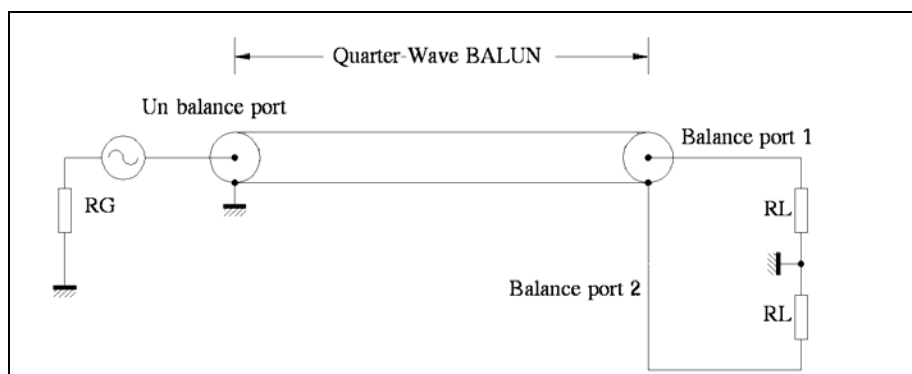 Quarter-Wave BALUN
Un balance port
Balance port 1
RG
RL
Balance port 2
RL